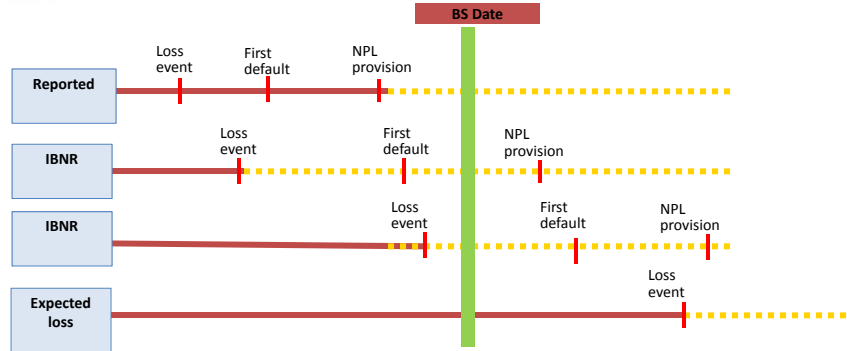 BS Date
Loss
event
First
default
NPL
provision
Reported
Loss
event
First
default
NPL
provision
IBNR
Loss
event
First
default
NPL
provision
IBNR
Loss
event
Expected
loss